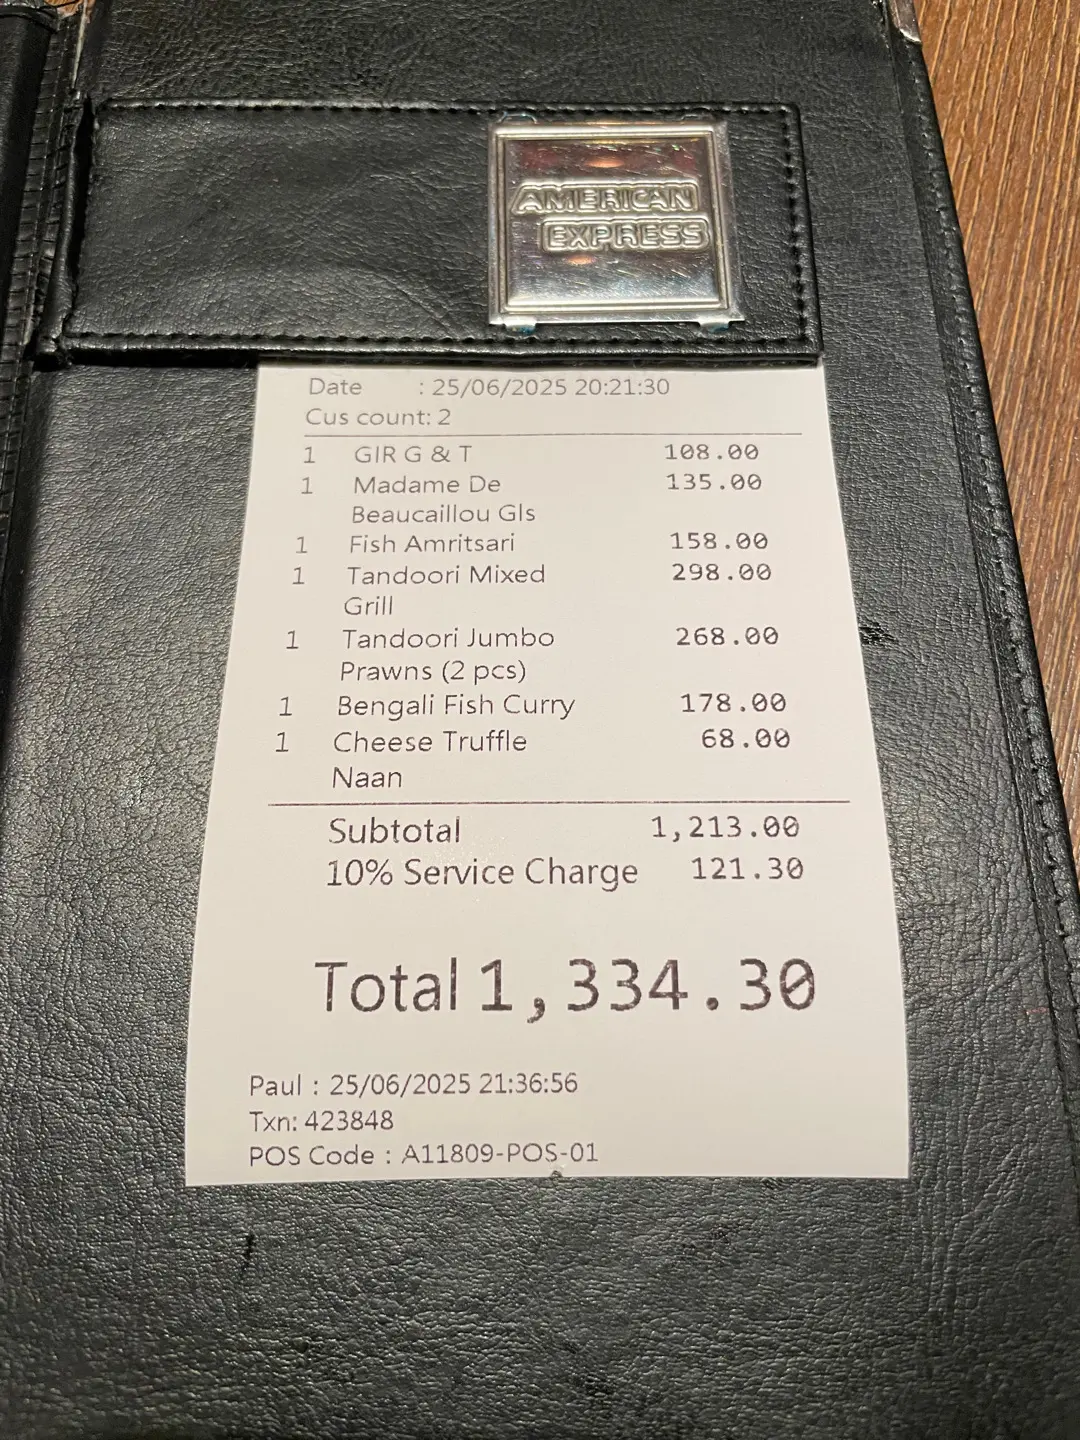 AMERICAN
EXPRESS
Date : 25/06/2025 20:21:30
Cus count: 2
1 GIR G & T 108.00
1 Madame De 135.00
Beaucaillou Gls
1 Fish Amritsari 158.00
1 Tandoori Mixed 298.00
Grill
1 Tandoori Jumbo 268.00
Prawns (2 pcs)
1 Bengali Fish Curry 178.00
1 Cheese Truffle 68.00
Naan
Subtotal 1,213.00
10% Service Charge 121.30
Total 1,334.30
Paul : 25/06/2025 21:36:56
Txn: 423848
POS Code : A11809-POS-01